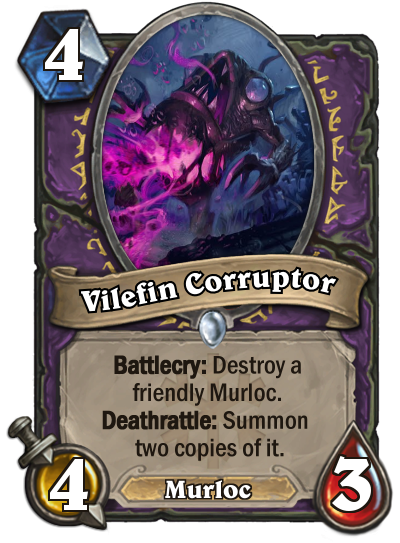 4
Vilefin Corruptor
Battlecry: Destroy a
friendly Murloc.
Deathrattle: Summon
two copies of it.
4
Murloc
3